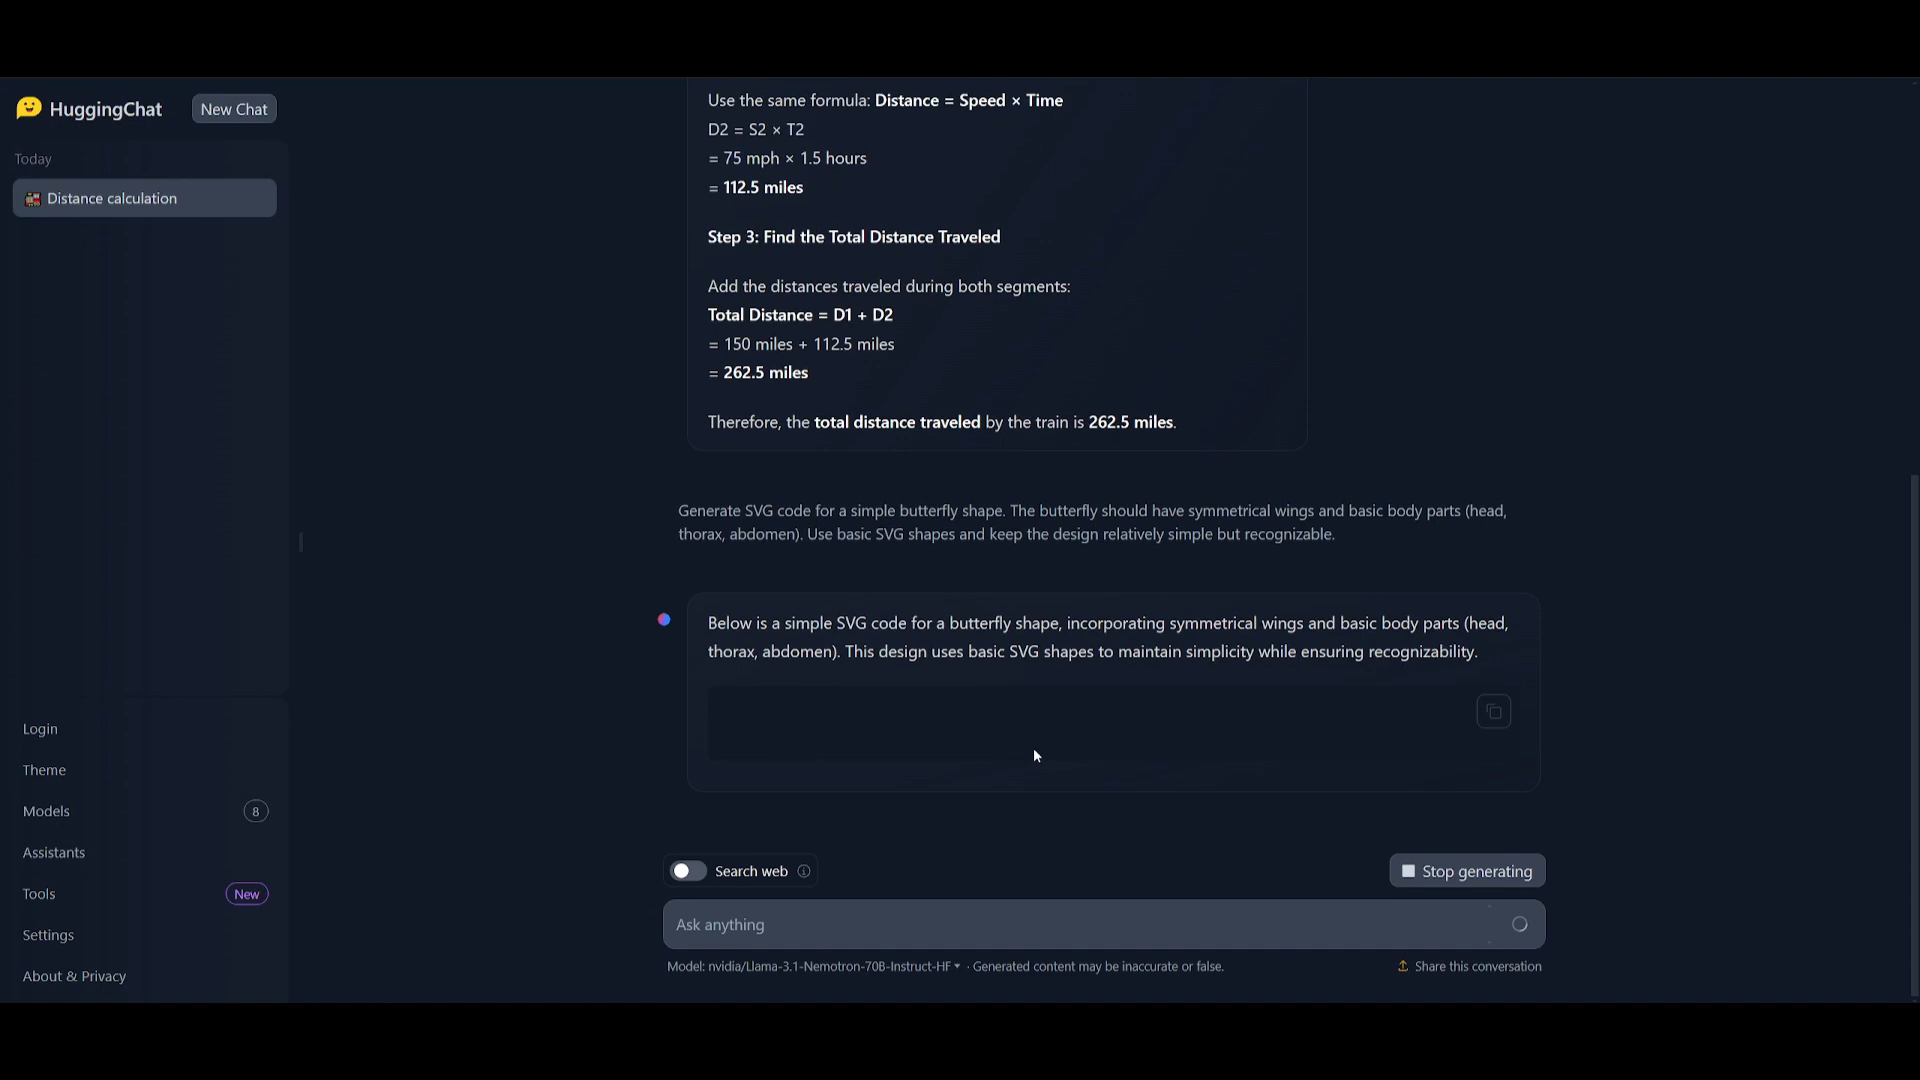 HuggingChat
New Chat
Today
Distance calculation
Login
Theme
Models
8
Assistants
Tools
New
Settings
About & Privacy
Use the same formula: Distance = Speed × Time
D2 = S2 × T2
= 75 mph × 1.5 hours
= 112.5 miles
Step 3: Find the Total Distance Traveled
Add the distances traveled during both segments:
Total Distance = D1 + D2
= 150 miles + 112.5 miles
= 262.5 miles
Therefore, the total distance traveled by the train is 262.5 miles.
Generate SVG code for a simple butterfly shape. The butterfly should have symmetrical wings and basic body parts (head,
thorax, abdomen). Use basic SVG shapes and keep the design relatively simple but recognizable.
Below is a simple SVG code for a butterfly shape, incorporating symmetrical wings and basic body parts (head,
thorax, abdomen). This design uses basic SVG shapes to maintain simplicity while ensuring recognizability.
Search web
Stop generating
Ask anything
Model: nvidia/Llama-3.1-Nemotron-70B-Instruct-HF · Generated content may be inaccurate or false.
Share this conversation